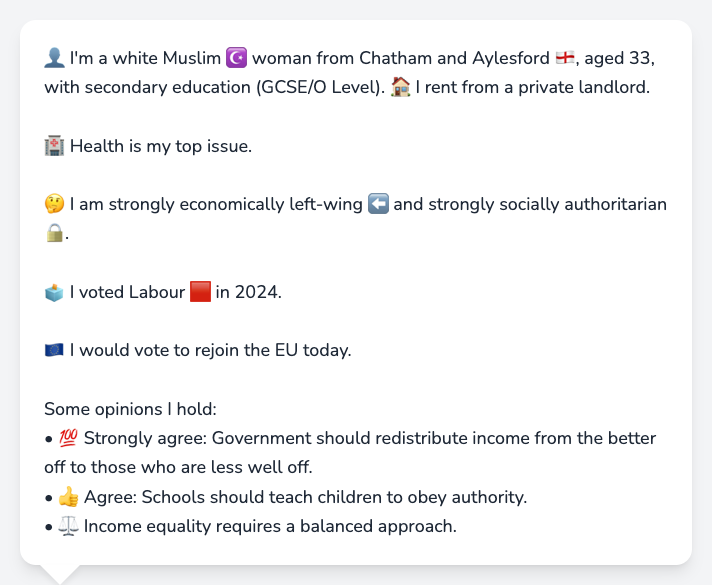 👤 I'm a white Muslim ☪️ woman from Chatham and Aylesford 🏴󠁧󠁢󠁥󠁮󠁧󠁿, aged 33,
with secondary education (GCSE/O Level). 🏠 I rent from a private landlord.
🏥 Health is my top issue.
🤔 I am strongly economically left-wing ⬅️ and strongly socially authoritarian
🔒.
🗳️ I voted Labour 🟥 in 2024.
🇪🇺 I would vote to rejoin the EU today.
Some opinions I hold:
• 💯 Strongly agree: Government should redistribute income from the better
off to those who are less well off.
• 👍 Agree: Schools should teach children to obey authority.
• ⚖️ Income equality requires a balanced approach.